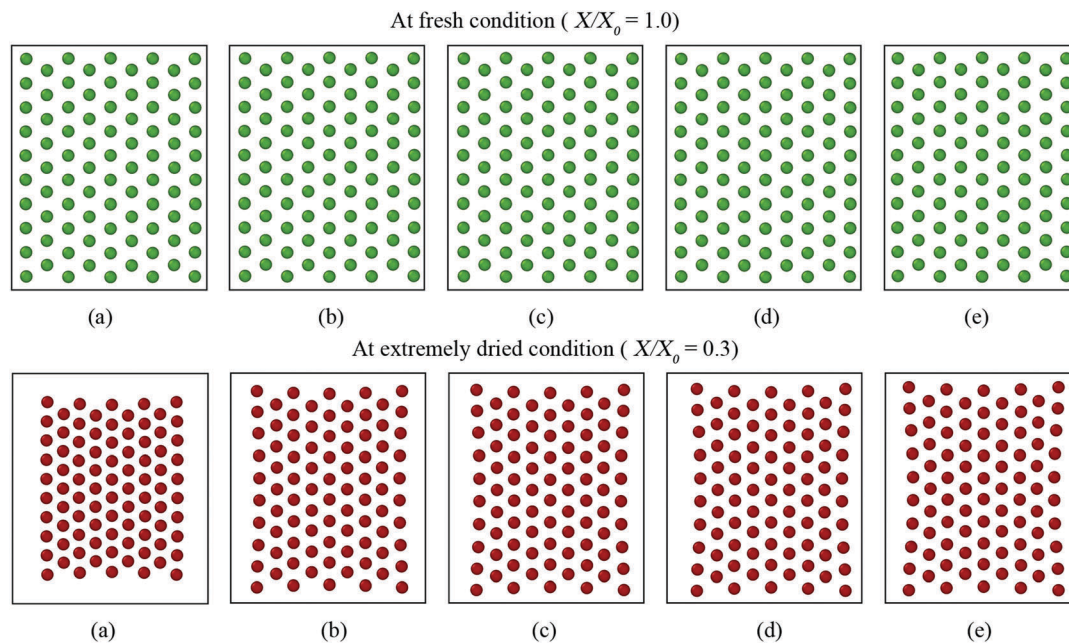 At fresh condition ( X/X₀ = 1.0)
(a) (b) (c) (d) (e)
At extremely dried condition ( X/X₀ = 0.3)
(a) (b) (c) (d) (e)